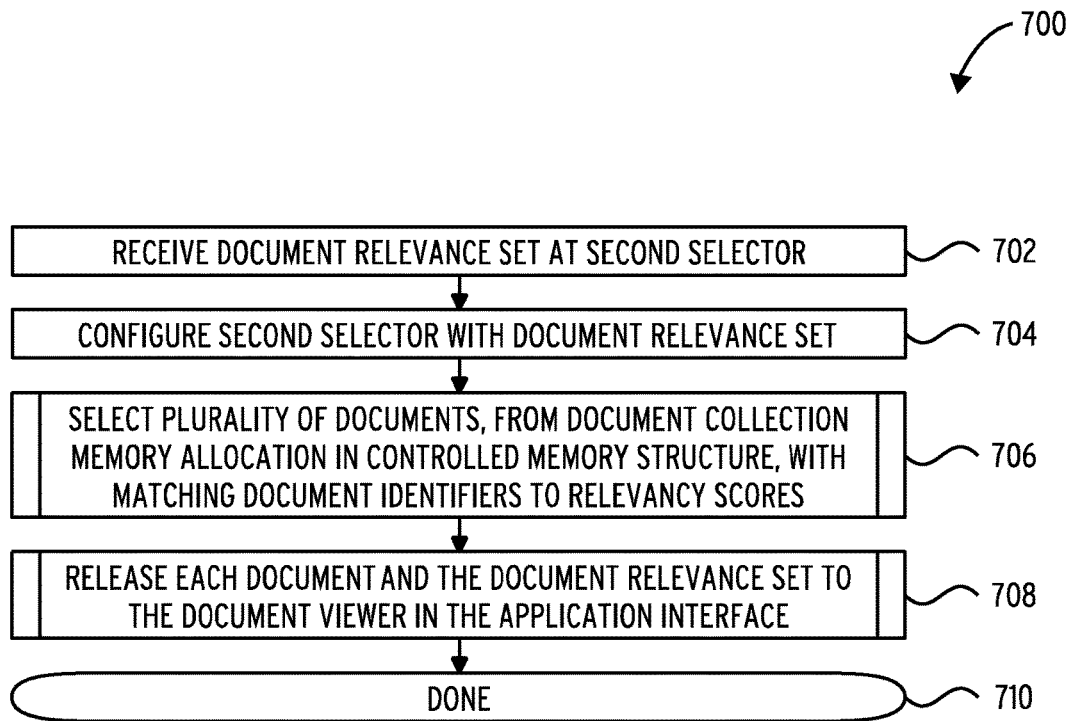 700
RECEIVE DOCUMENT RELEVANCE SET AT SECOND SELECTOR
702
CONFIGURE SECOND SELECTOR WITH DOCUMENT RELEVANCE SET
704
SELECT PLURALITY OF DOCUMENTS, FROM DOCUMENT COLLECTION
MEMORY ALLOCATION IN CONTROLLED MEMORY STRUCTURE, WITH
MATCHING DOCUMENT IDENTIFIERS TO RELEVANCY SCORES
706
RELEASE EACH DOCUMENT AND THE DOCUMENT RELEVANCE SET TO
THE DOCUMENT VIEWER IN THE APPLICATION INTERFACE
708
DONE
710